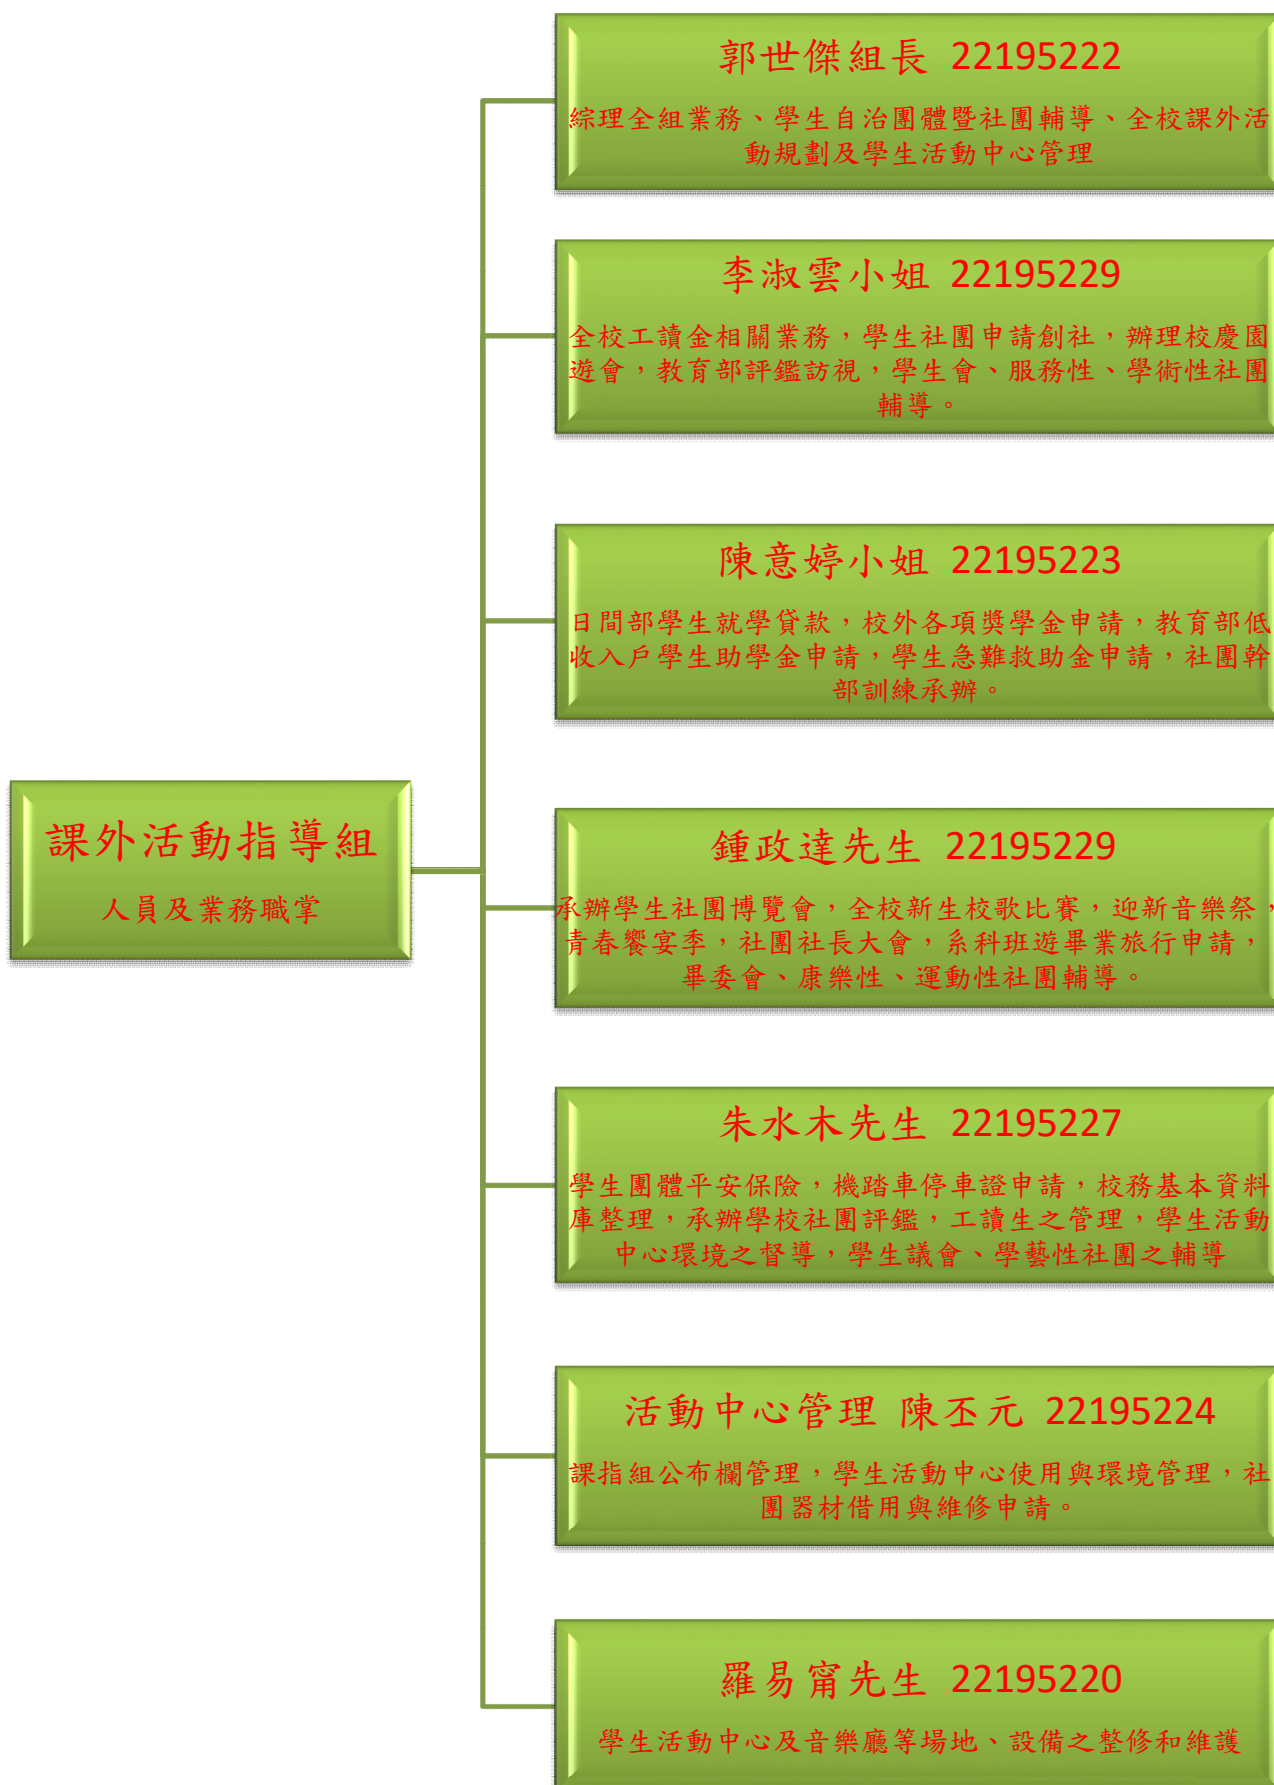 郭世傑組長 22195222
綜理全組業務、學生自治團體暨社團輔導、全校課外活
動規劃及學生活動中心管理
李淑雲小姐 22195229
全校工讀金相關業務，學生社團申請創社，辦理校慶園
遊會，教育部評鑑訪視，學生會、服務性、學術性社團
輔導。
陳意婷小姐 22195223
日間部學生就學貸款，校外各項獎學金申請，教育部低
收入戶學生助學金申請，學生急難救助金申請，社團幹
部訓練承辦。
課外活動指導組
人員及業務職掌
鍾政達先生 22195229
承辦學生社團博覽會，全校新生校歌比賽，迎新音樂祭，
青春饗宴季，社團社長大會，系科班遊畢業旅行申請，
畢委會、康樂性、運動性社團輔導。
朱水木先生 22195227
學生團體平安保險，機踏車停車證申請，校務基本資料
庫整理，承辦學校社團評鑑，工讀生之管理，學生活動
中心環境之督導，學生議會、學藝性社團之輔導
活動中心管理 陳丕元 22195224
課指組公布欄管理，學生活動中心使用與環境管理，社
團器材借用與維修申請。
羅易甯先生 22195220
學生活動中心及音樂廳等場地、設備之整修和維護